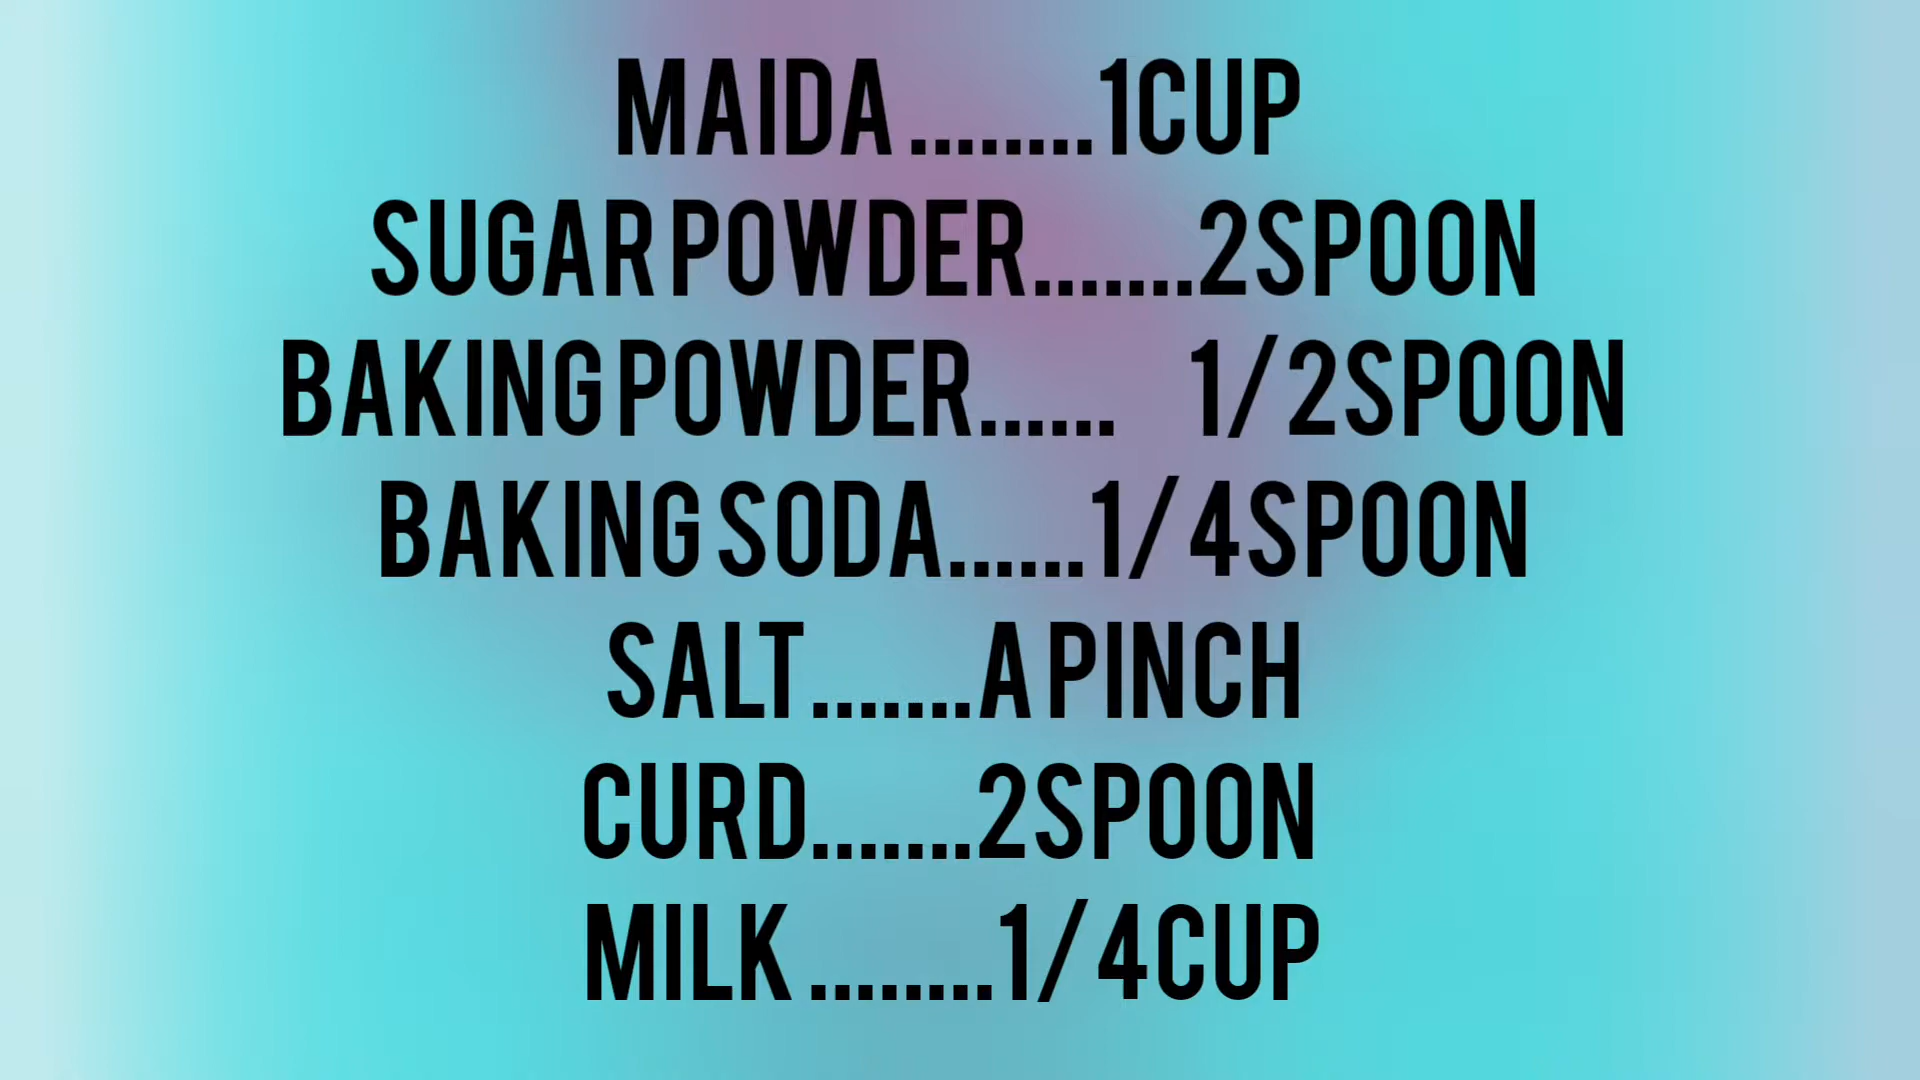 MAIDA ........1CUP
SUGAR POWDER.......2SPOON
BAKING POWDER...... 1/2SPOON
BAKING SODA......1/4SPOON
SALT.......A PINCH
CURD.......2SPOON
MILK ........1/4CUP